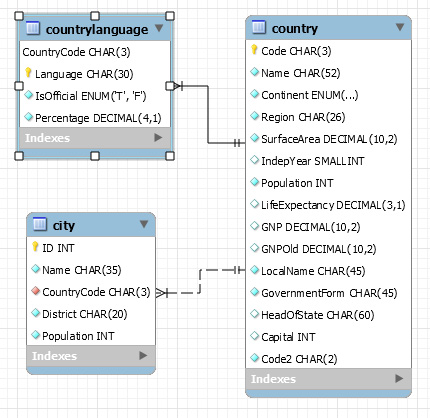 countrylanguage
CountryCode CHAR(3)
Language CHAR(30)
IsOfficial ENUM('T', 'F')
Percentage DECIMAL(4,1)
Indexes
country
Code CHAR(3)
Name CHAR(52)
Continent ENUM(...)
Region CHAR(26)
SurfaceArea DECIMAL(10,2)
IndepYear SMALLINT
Population INT
LifeExpectancy DECIMAL(3,1)
GNP DECIMAL(10,2)
GNPOld DECIMAL(10,2)
LocalName CHAR(45)
GovernmentForm CHAR(45)
HeadOfState CHAR(60)
Capital INT
Code2 CHAR(2)
Indexes
city
ID INT
Name CHAR(35)
CountryCode CHAR(3)
District CHAR(20)
Population INT
Indexes